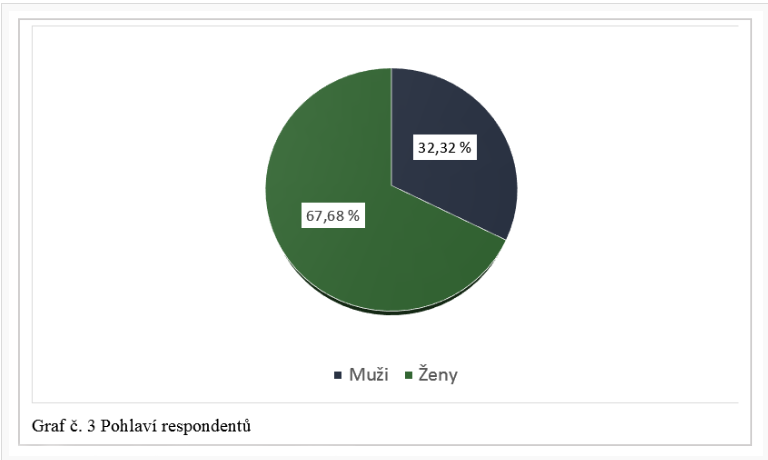 32,32 %
67,68 %
Muži Ženy
Graf č. 3 Pohlaví respondentů